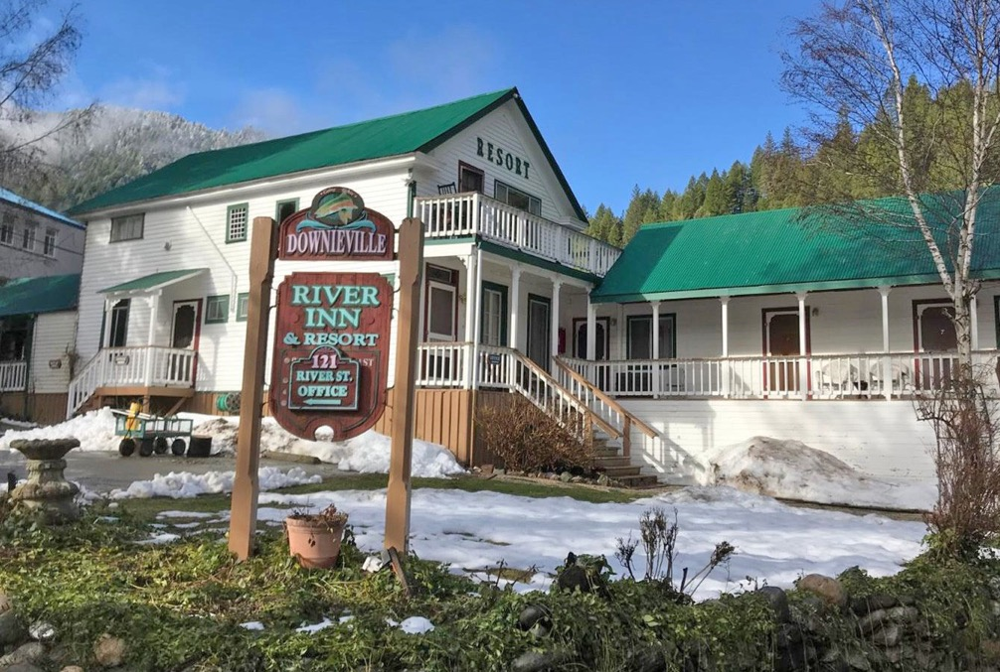 RESORT
DOWNIEVILLE
RIVER
INN
& RESORT
121
RIVER ST.
OFFICE